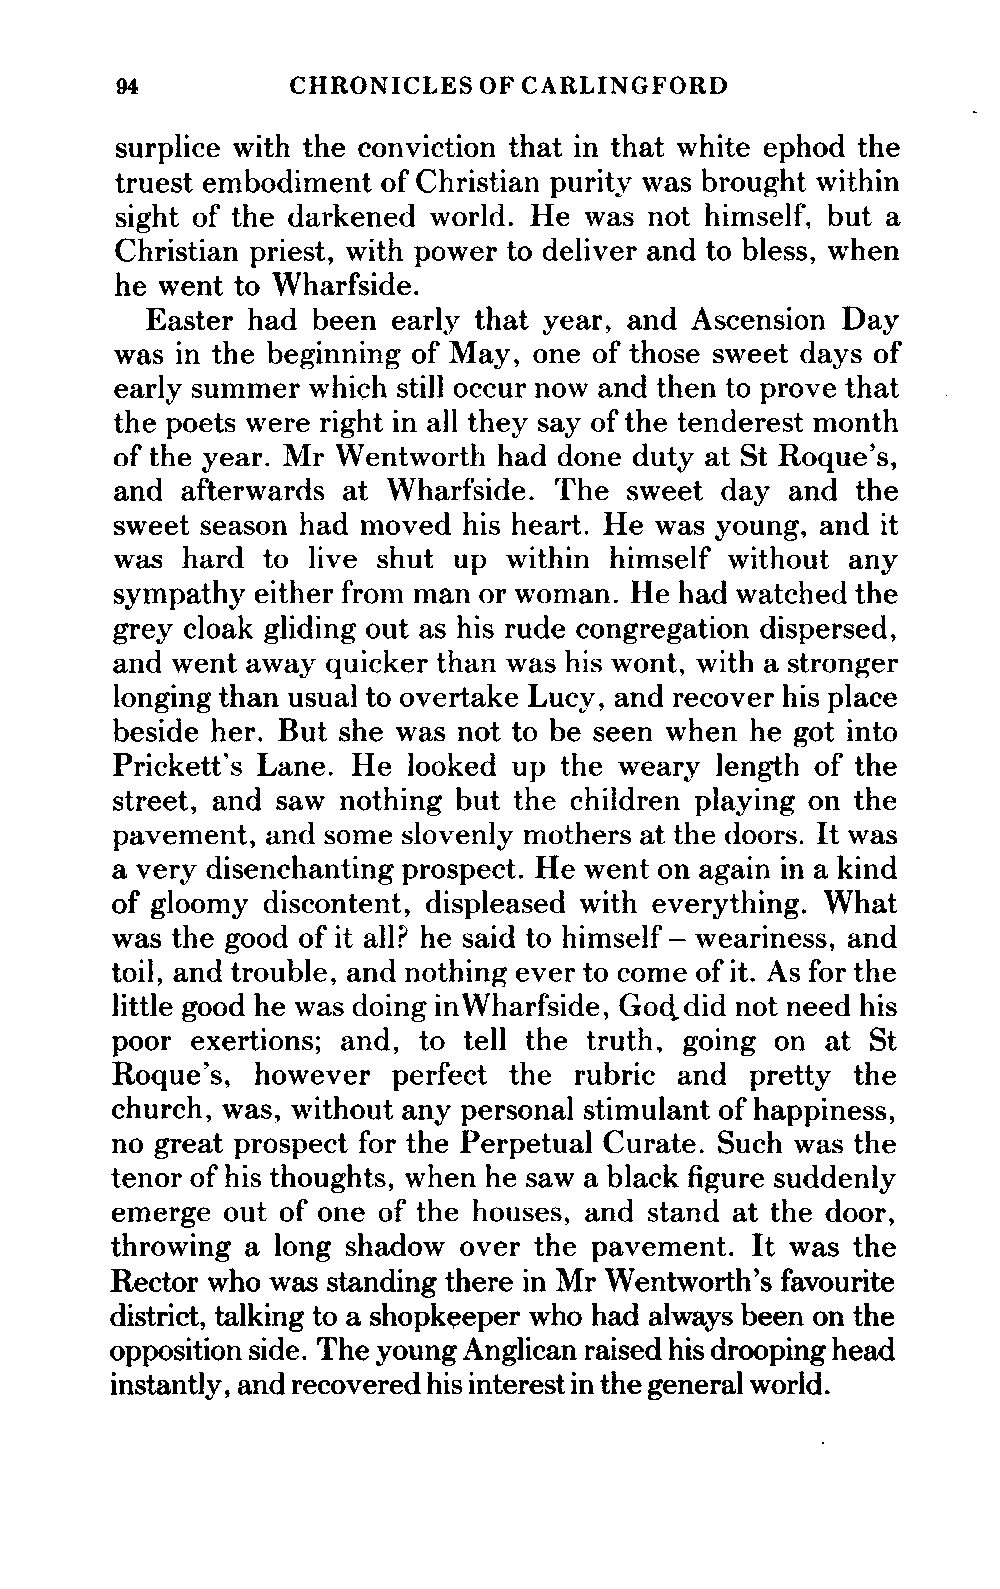 94 CHRONICLES OF CARLINGFORD
surplice with the conviction that in that white ephod the
truest embodiment of Christian purity was brought within
sight of the darkened world. He was not himself, but a
Christian priest, with power to deliver and to bless, when
he went to Wharfside.
Easter had been early that year, and Ascension Day
was in the beginning of May, one of those sweet days of
early summer which still occur now and then to prove that
the poets were right in all they say of the tenderest month
of the year. Mr Wentworth had done duty at St Roque's,
and afterwards at Wharfside. The sweet day and the
sweet season had moved his heart. He was young, and it
was hard to live shut up within himself without any
sympathy either from man or woman. He had watched the
grey cloak gliding out as his rude congregation dispersed,
and went away quicker than was his wont, with a stronger
longing than usual to overtake Lucy, and recover his place
beside her. But she was not to be seen when he got into
Prickett's Lane. He looked up the weary length of the
street, and saw nothing but the children playing on the
pavement, and some slovenly mothers at the doors. It was
a very disenchanting prospect. He went on again in a kind
of gloomy discontent, displeased with everything. What
was the good of it all? he said to himself – weariness, and
toil, and trouble, and nothing ever to come of it. As for the
little good he was doing inWharfside, God did not need his
poor exertions; and, to tell the truth, going on at St
Roque's, however perfect the rubric and pretty the
church, was, without any personal stimulant of happiness,
no great prospect for the Perpetual Curate. Such was the
tenor of his thoughts, when he saw a black figure suddenly
emerge out of one of the houses, and stand at the door,
throwing a long shadow over the pavement. It was the
Rector who was standing there in Mr Wentworth's favourite
district, talking to a shopkeeper who had always been on the
opposition side. The young Anglican raised his drooping head
instantly, and recovered his interest in the general world.